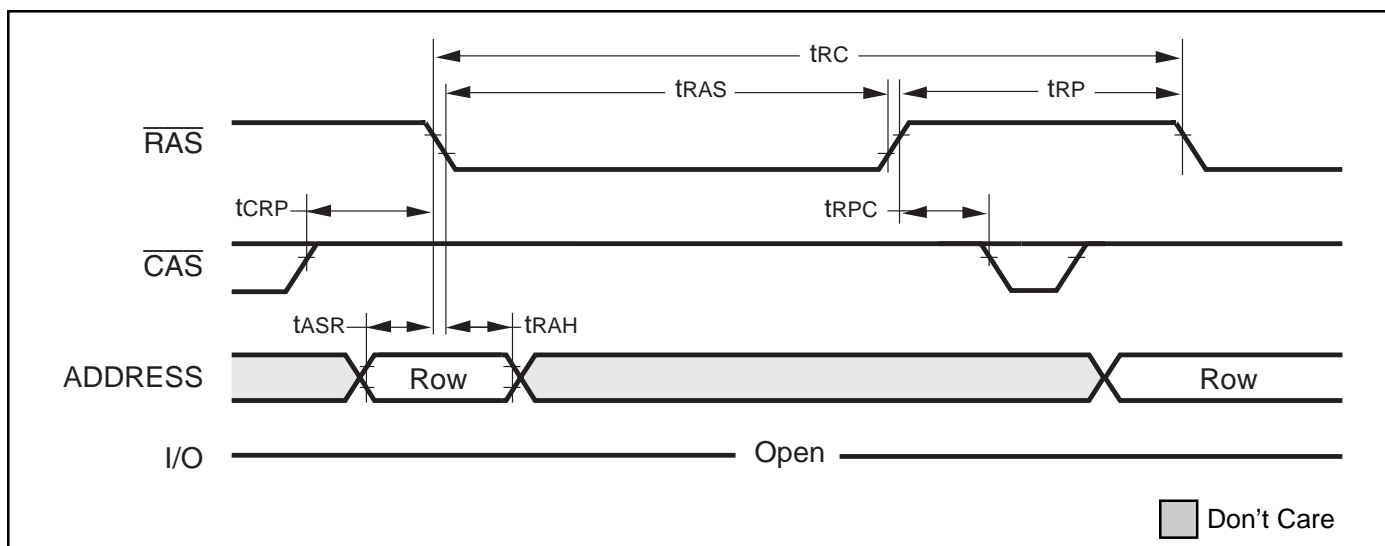 tRC
tRAS
tRP
RAS
tCRP
tRPC
CAS
tASR
tRAH
ADDRESS
Row
Row
I/O
Open
Don't Care